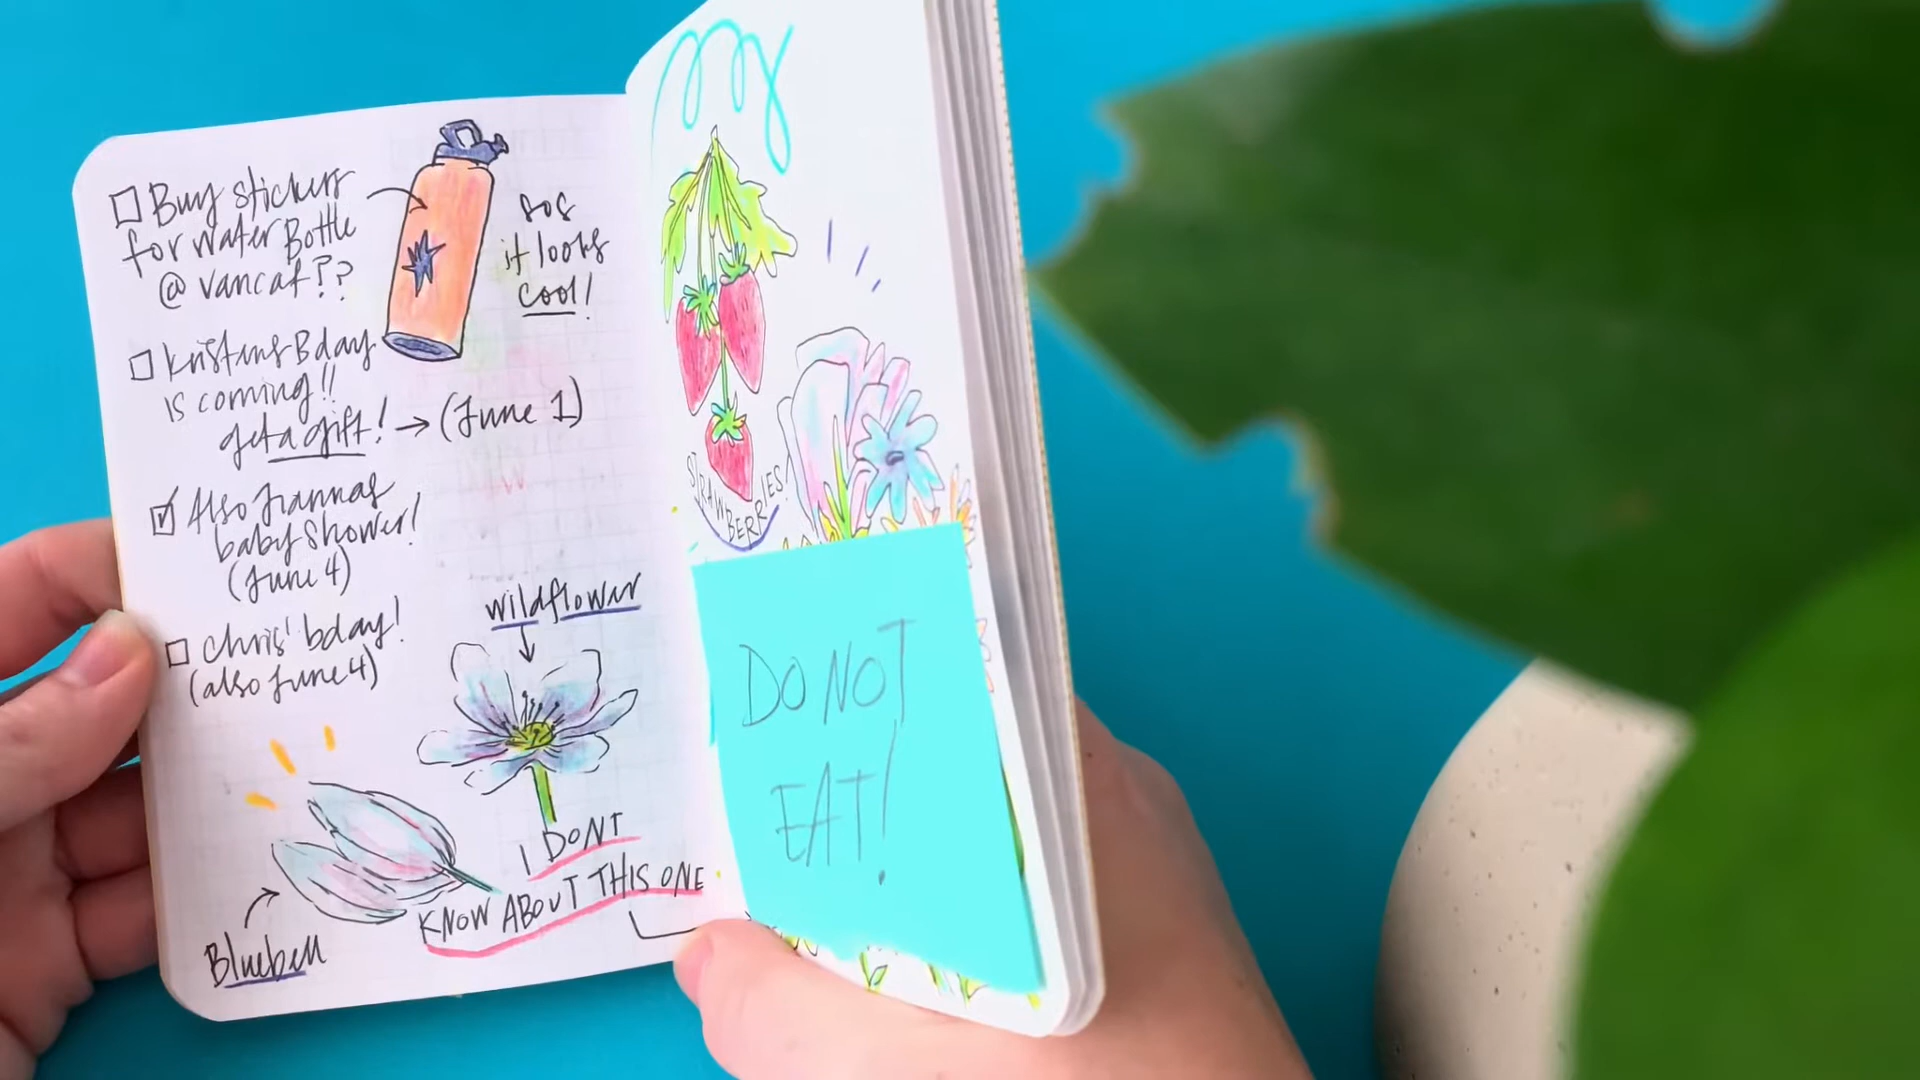 Buy stickers
for water Bottle
@ vancaf??
sos
it looks
cool!
Kristens Bday
is coming!!
get a gift! → (June 1)
Also Hannas
baby shower!
(June 4)
Chris' bday!
(also June 4)
wildflower
I DONT
KNOW ABOUT THIS ONE
Bluebell
My
STRAWBERRIES!
DO NOT
EAT!